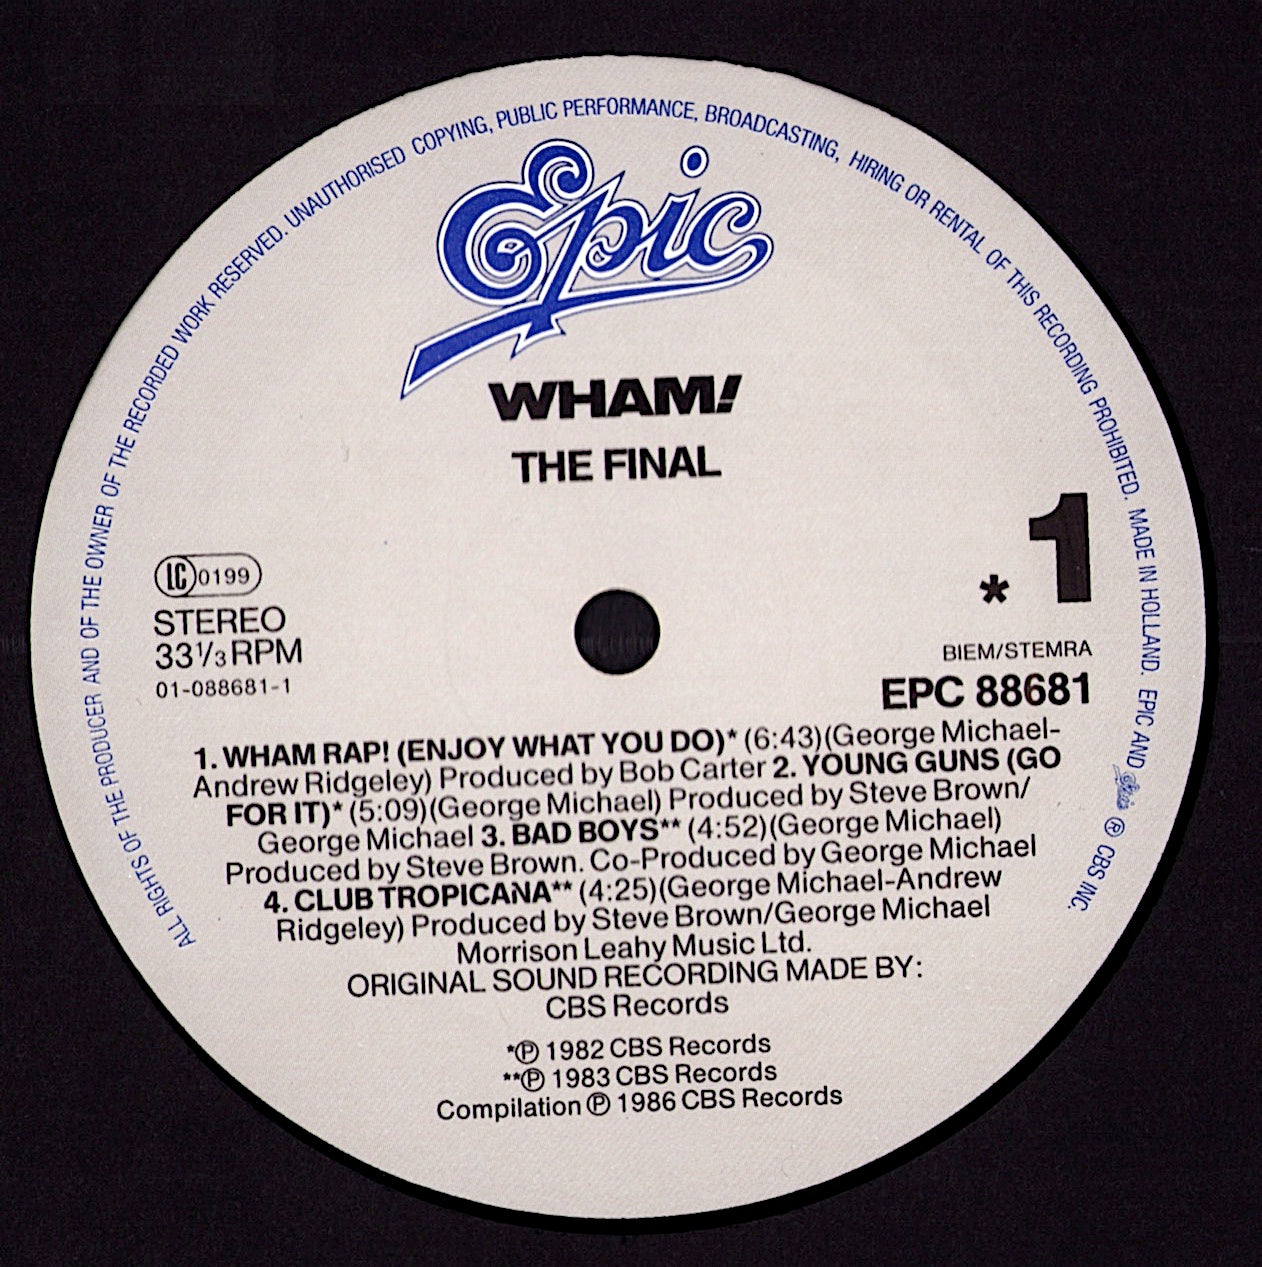 ALL RIGHTS OF THE PRODUCER AND OF THE OWNER OF THE RECORDED WORK RESERVED. UNAUTHORISED COPYING, PUBLIC PERFORMANCE, BROADCASTING, HIRING OR RENTAL OF THIS RECORDING PROHIBITED. MADE IN HOLLAND. EPIC AND Epic ® CBS INC.
Epic
WHAM!
THE FINAL
LC 0199
STEREO
33⅓ RPM
01-088681-1
* 1
BIEM/STEMRA
EPC 88681
1. WHAM RAP! (ENJOY WHAT YOU DO)* (6:43)(George Michael-
Andrew Ridgeley) Produced by Bob Carter 2. YOUNG GUNS (GO
FOR IT)* (5:09)(George Michael) Produced by Steve Brown/
George Michael 3. BAD BOYS** (4:52)(George Michael)
Produced by Steve Brown. Co-Produced by George Michael
4. CLUB TROPICANA** (4:25)(George Michael-Andrew
Ridgeley) Produced by Steve Brown/George Michael
Morrison Leahy Music Ltd.
ORIGINAL SOUND RECORDING MADE BY:
CBS Records
*℗ 1982 CBS Records
**℗ 1983 CBS Records
Compilation ℗ 1986 CBS Records